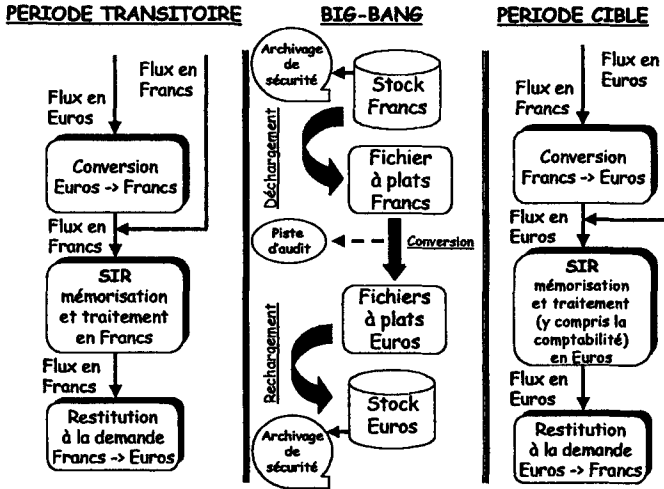 PERIODE TRANSITOIRE
Flux en
Francs
Flux en
Euros
Conversion
Euros -> Francs
Flux en
Francs
SIR
mémorisation
et traitement
en Francs
Flux en
Francs
Restitution
à la demande
Francs -> Euros
BIG-BANG
Archivage
de
sécurité
Stock
Francs
Déchargement
Fichier
à plats
Francs
Piste
d'audit
Conversion
Fichiers
à plats
Euros
Rechargement
Stock
Euros
Archivage
de
sécurité
PERIODE CIBLE
Flux en
Euros
Flux en
Francs
Conversion
Francs -> Euros
Flux en
Euros
SIR
mémorisation
et traitement
(y compris la
comptabilité)
en Euros
Flux en
Euros
Restitution
à la demande
Euros -> Francs